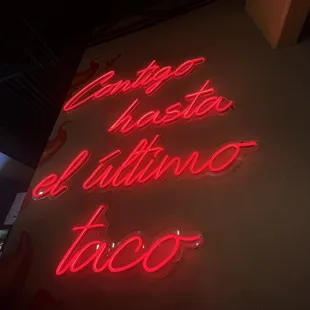 Contigo
hasta
el último
taco